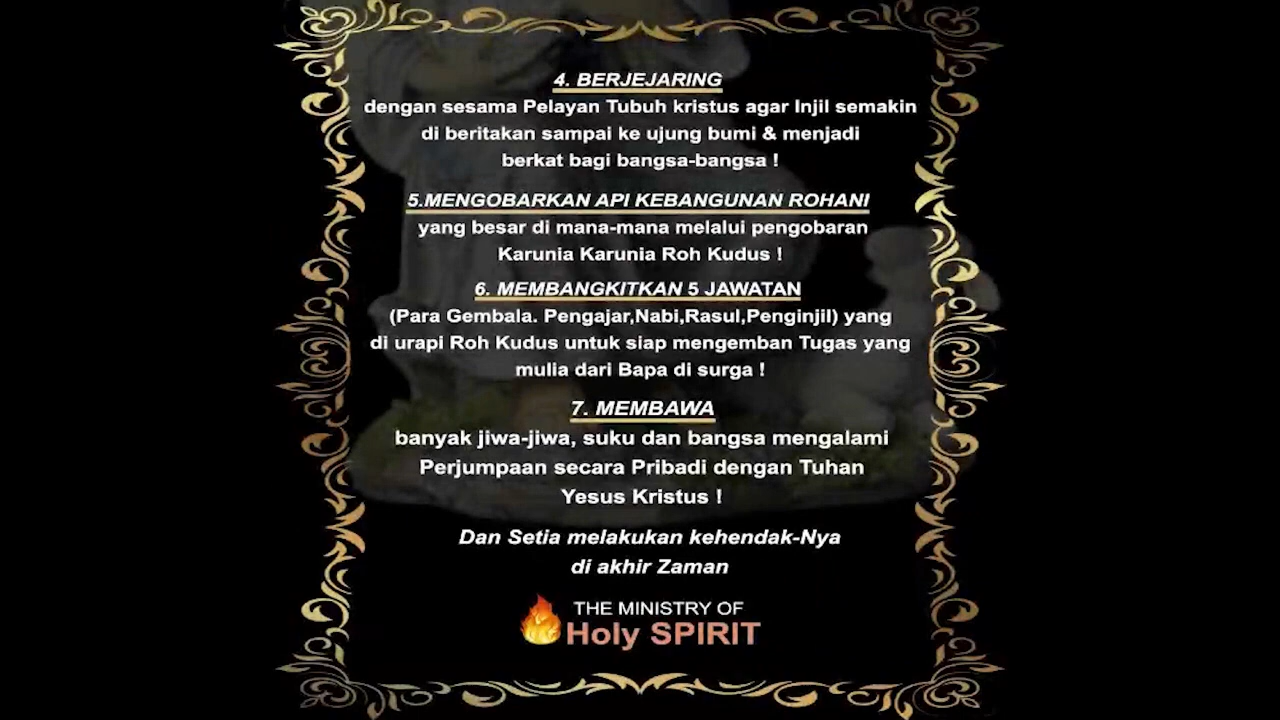 4. BERJEJARING
dengan sesama Pelayan Tubuh kristus agar Injil semakin
di beritakan sampai ke ujung bumi & menjadi
berkat bagi bangsa-bangsa !
5.MENGOBARKAN API KEBANGUNAN ROHANI
yang besar di mana-mana melalui pengobaran
Karunia Karunia Roh Kudus !
6. MEMBANGKITKAN 5 JAWATAN
(Para Gembala. Pengajar,Nabi,Rasul,Penginjil) yang
di urapi Roh Kudus untuk siap mengemban Tugas yang
mulia dari Bapa di surga !
7. MEMBAWA
banyak jiwa-jiwa, suku dan bangsa mengalami
Perjumpaan secara Pribadi dengan Tuhan
Yesus Kristus !
Dan Setia melakukan kehendak-Nya
di akhir Zaman
THE MINISTRY OF
Holy SPIRIT